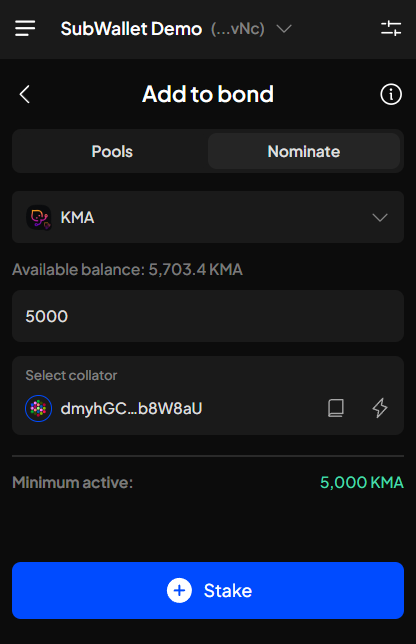 SubWallet Demo (...vNc)
Add to bond
Pools Nominate
KMA
Available balance: 5,703.4 KMA
5000
Select collator
dmyhGC...b8W8aU
Minimum active: 5,000 KMA
Stake